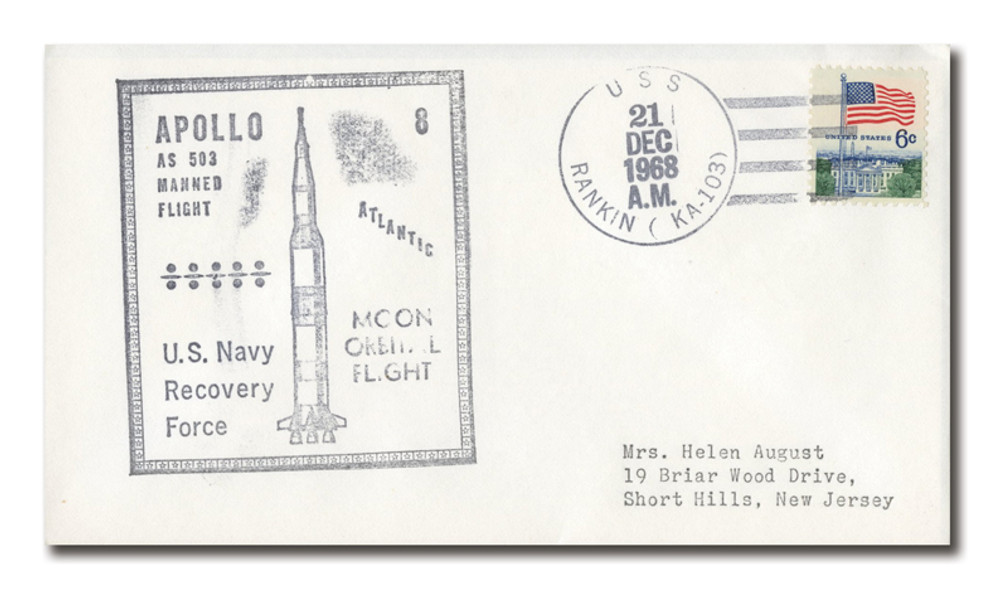 APOLLO 8
AS 503
MANNED
FLIGHT
ATLANTIC
MOON
FLIGHT
U.S. Navy
Recovery
Force
USS
21
DEC
1968
A.M.
RANKIN ( KA-103)
UNITED STATES 6c
Mrs. Helen August
19 Briar Wood Drive,
Short Hills, New Jersey